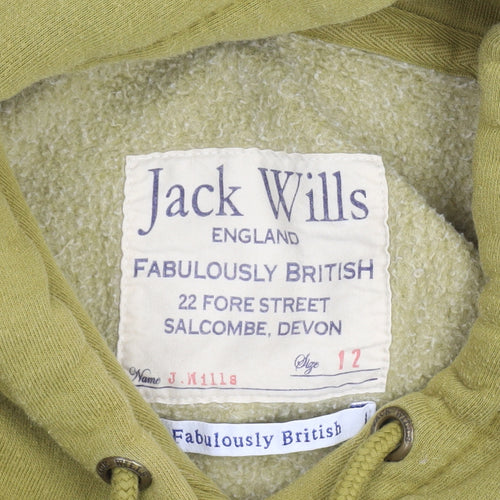 Jack Wills
ENGLAND
FABULOUSLY BRITISH
22 FORE STREET
SALCOMBE, DEVON
Name J.Wills Size 12
Fabulously British